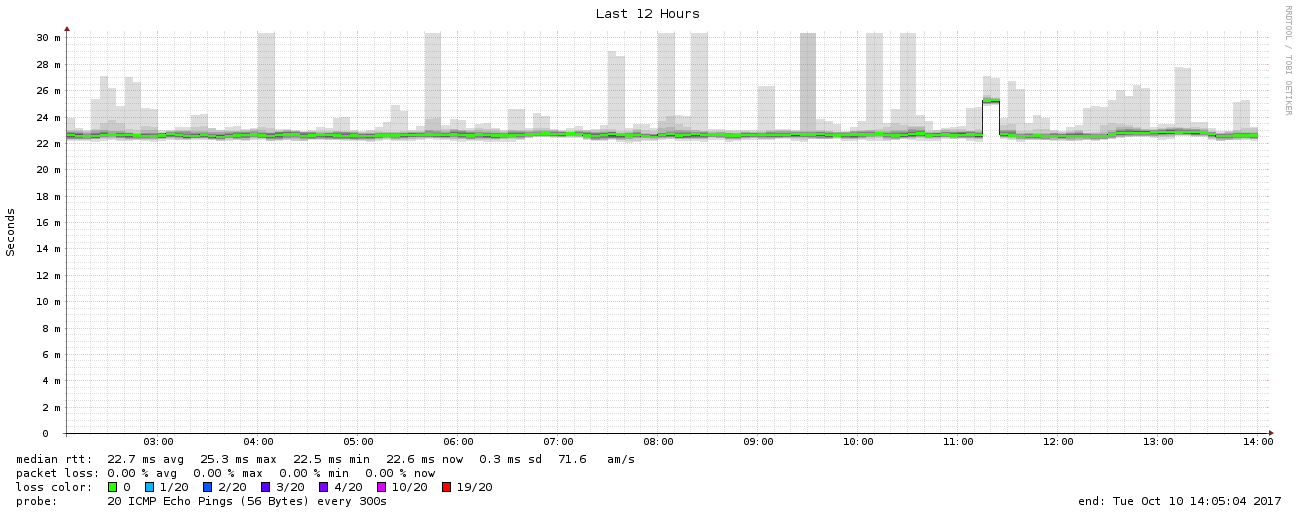 Last 12 Hours
RRDTOOL / TOBI OETIKER
Seconds
30 m
28 m
26 m
24 m
22 m
20 m
18 m
16 m
14 m
12 m
10 m
8 m
6 m
4 m
2 m
0
03:00 04:00 05:00 06:00 07:00 08:00 09:00 10:00 11:00 12:00 13:00 14:00
median rtt: 22.7 ms avg 25.3 ms max 22.5 ms min 22.6 ms now 0.3 ms sd 71.6 am/s
packet loss: 0.00 % avg 0.00 % max 0.00 % min 0.00 % now
loss color: 0 1/20 2/20 3/20 4/20 10/20 19/20
probe: 20 ICMP Echo Pings (56 Bytes) every 300s end: Tue Oct 10 14:05:04 2017